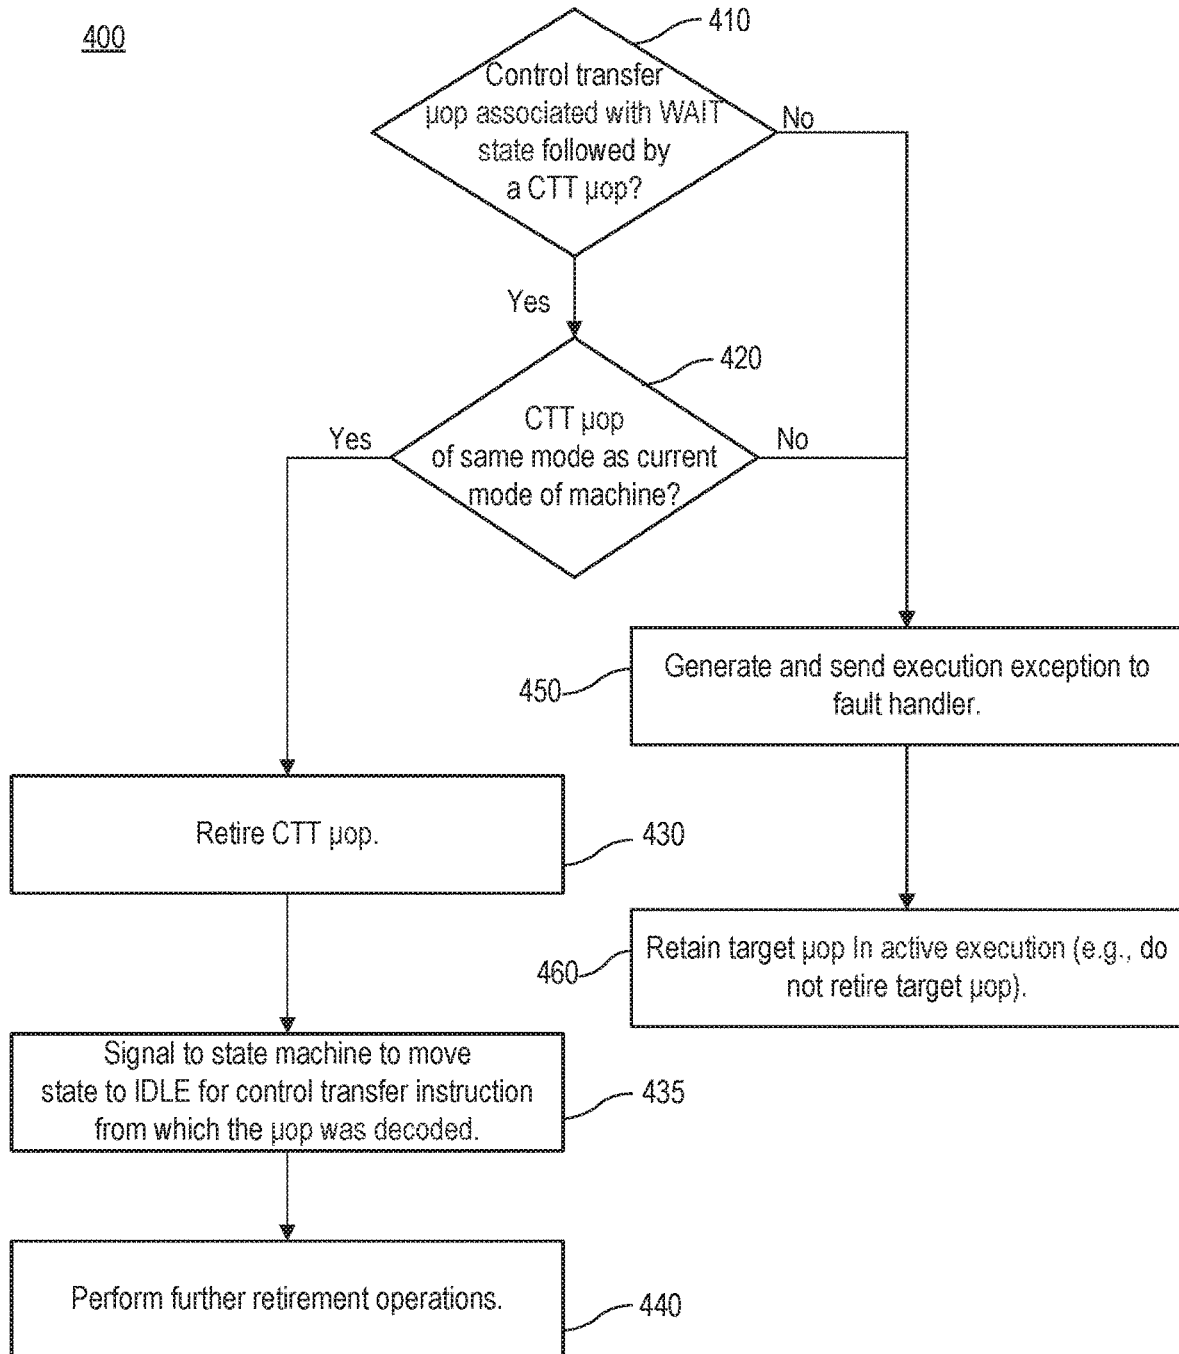 400
410
Control transfer
µop associated with WAIT
state followed by
a CTT µop?
No
Yes
420
CTT µop
of same mode as current
mode of machine?
Yes
No
450
Generate and send execution exception to
fault handler.
Retire CTT µop.
430
460
Retain target µop In active execution (e.g., do
not retire target µop).
Signal to state machine to move
state to IDLE for control transfer instruction
from which the µop was decoded.
435
Perform further retirement operations.
440